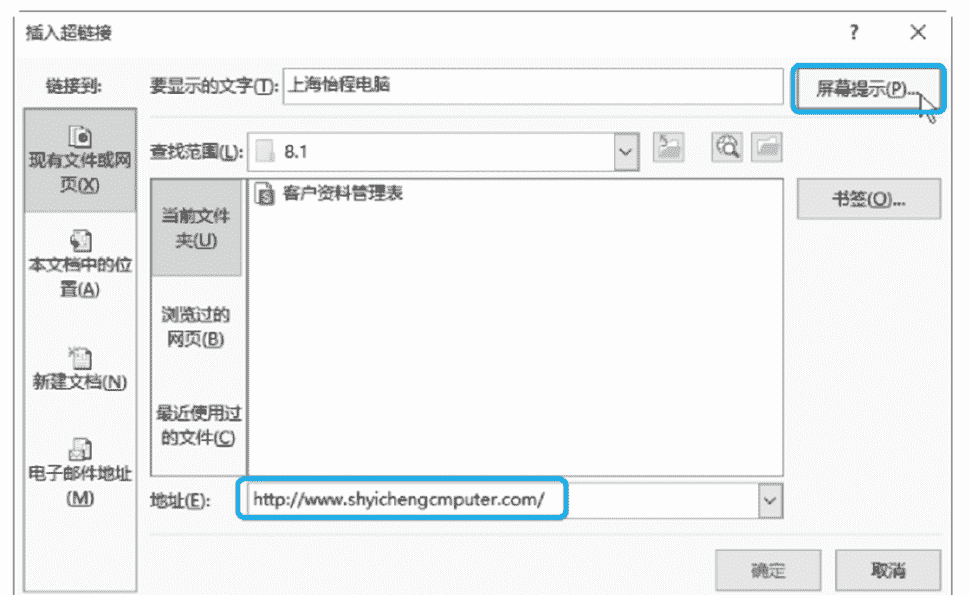 插入超链接
?
链接到:
要显示的文字(T):
上海怡程电脑
屏幕提示(P)...
现有文件或网
页(X)
查找范围(L):
8.1
当前文件
夹(U)
客户资料管理表
书签(O)...
本文档中的位
置(A)
浏览过的
网页(B)
新建文档(N)
最近使用过
的文件(C)
电子邮件地址
(M)
地址(E):
http://www.shyichengcmputer.com/
确定
取消